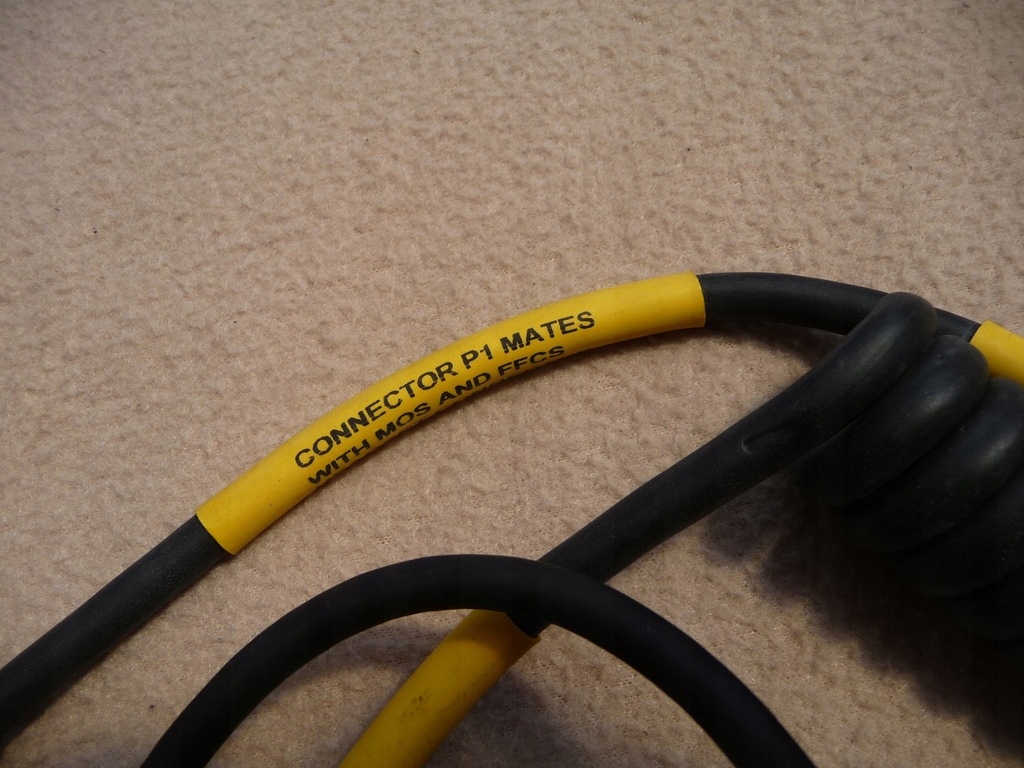 CONNECTOR P1 MATES
WITH MOS AND FFCS